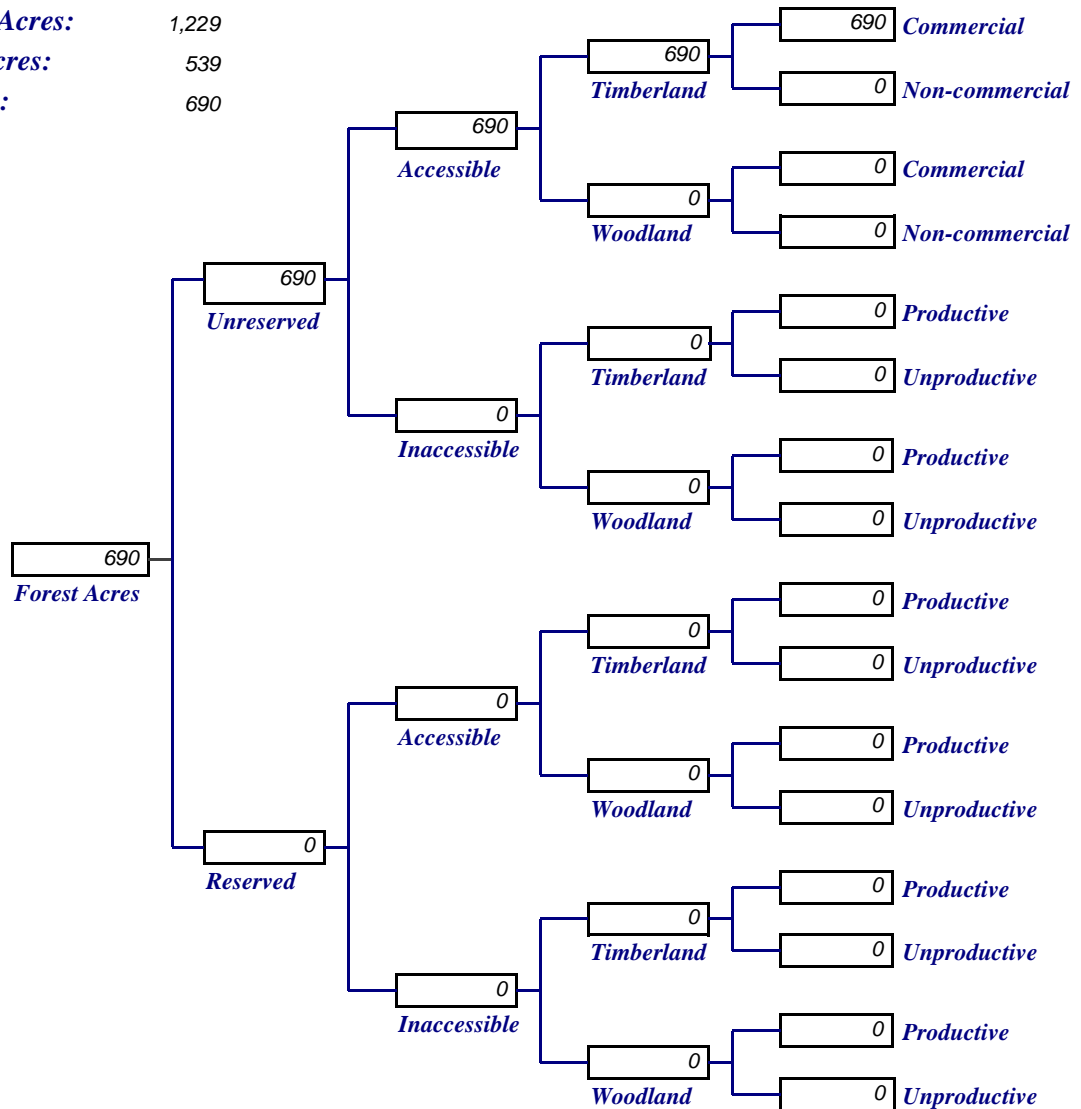 Acres: 1,229
cres: 539
: 690
690 Commercial
690
Timberland
0 Non-commercial
690
Accessible
0 Commercial
0
Woodland
0 Non-commercial
690
Unreserved
0 Productive
0
Timberland
0 Unproductive
0
Inaccessible
0 Productive
0
Woodland
0 Unproductive
690
Forest Acres
0 Productive
0
Timberland
0 Unproductive
0
Accessible
0 Productive
0
Woodland
0 Unproductive
0
Reserved
0 Productive
0
Timberland
0 Unproductive
0
Inaccessible
0 Productive
0
Woodland
0 Unproductive